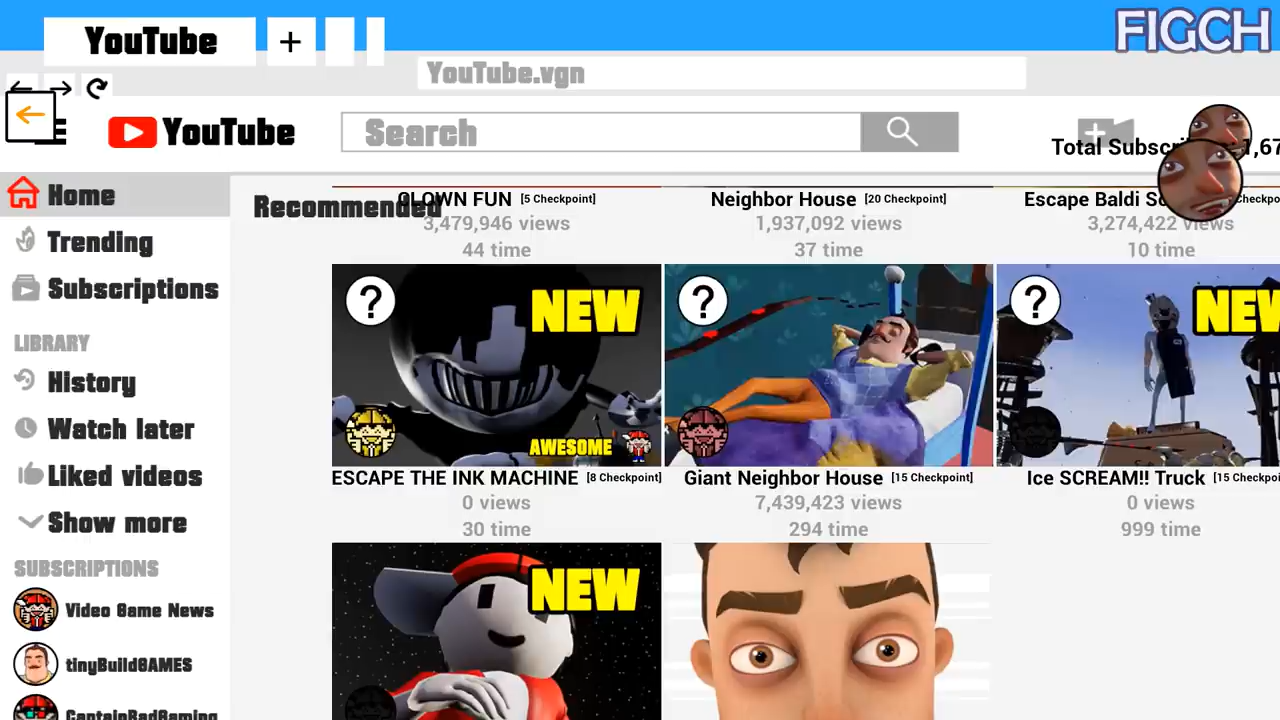 FIGCH
YouTube
+
YouTube.vgn
YouTube
Search
Total Subscri
1,67
Home
Trending
Subscriptions
LIBRARY
History
Watch later
Liked videos
Show more
SUBSCRIPTIONS
Video Game News
tinyBuildGAMES
CaptainBadGaming
Recommended
CLOWN FUN [5 Checkpoint]
3,479,946 views
44 time
Neighbor House [20 Checkpoint]
1,937,092 views
37 time
Escape Baldi
3,274,422 views
10 time
?
NEW
AWESOME
ESCAPE THE INK MACHINE [8 Checkpoint]
0 views
30 time
?
Giant Neighbor House [15 Checkpoint]
7,439,423 views
294 time
?
NEW
Ice SCREAM!! Truck [15 Checkpoi
0 views
999 time
NEW